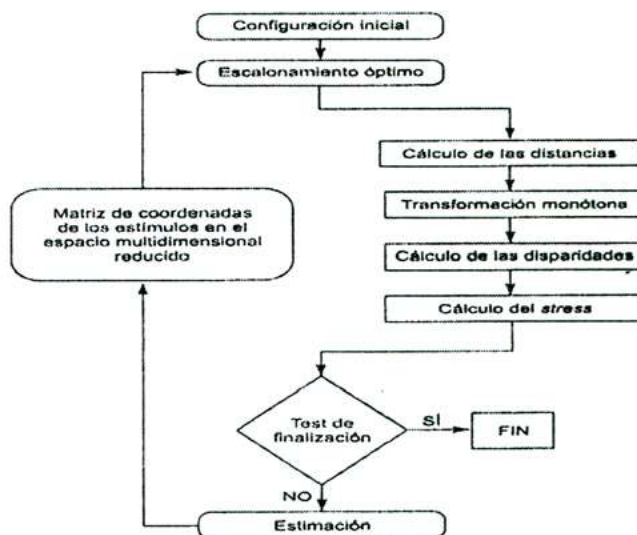 Configuración inicial
Escalonamiento óptimo
Cálculo de las distancias
Transformación monótona
Cálculo de las disparidades
Cálculo del stress
Test de
finalización
SÍ
FIN
NO
Estimación
Matriz de coordenadas
de los estímulos en el
espacio multidimensional
reducido